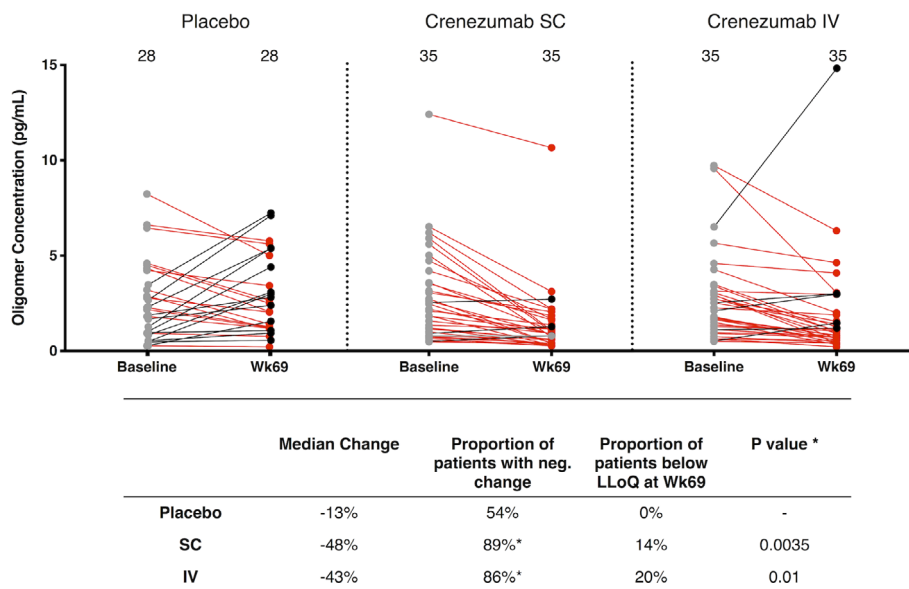 Placebo Crenezumab SC Crenezumab IV
28 28 35 35 35 35
Oligomer Concentration (pg/mL)
15
10
5
0
Baseline Wk69 Baseline Wk69 Baseline Wk69
Median Change Proportion of Proportion of P value *
patients with neg. patients below
change LLoQ at Wk69
Placebo -13% 54% 0% -
SC -48% 89%* 14% 0.0035
IV -43% 86%* 20% 0.01